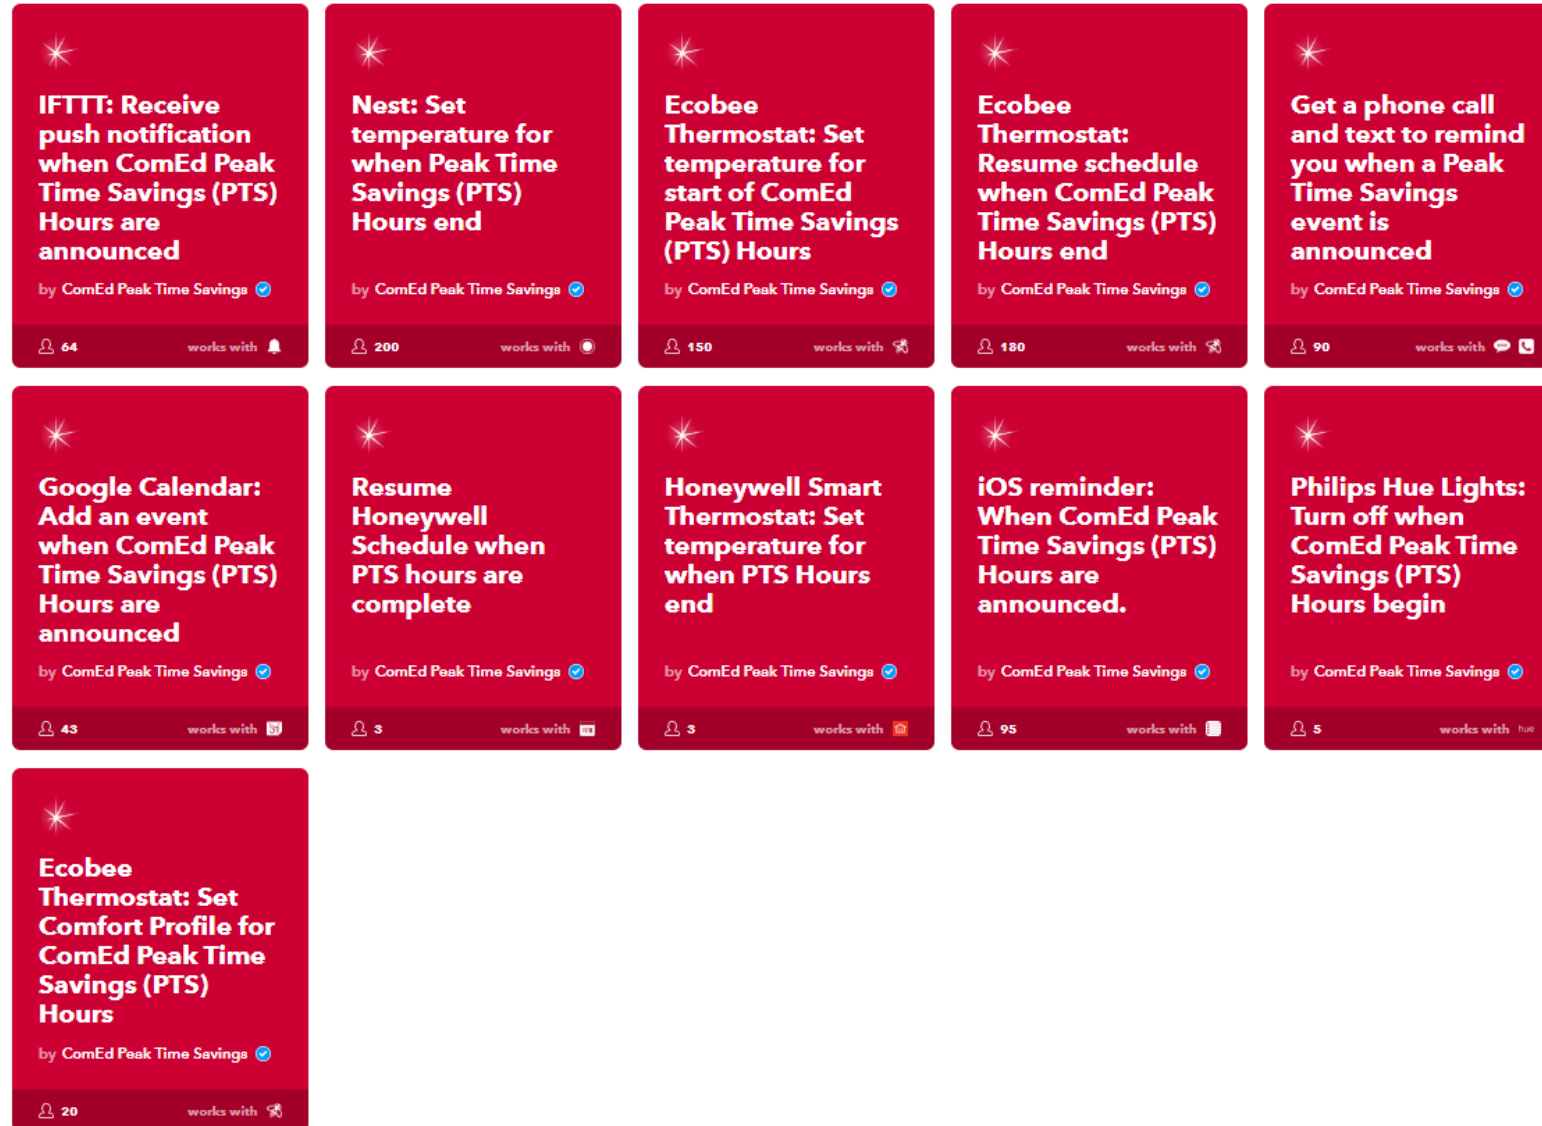 IFTTT: Receive
push notification
when ComEd Peak
Time Savings (PTS)
Hours are
announced
by ComEd Peak Time Savings
64 works with
Nest: Set
temperature for
when Peak Time
Savings (PTS)
Hours end
by ComEd Peak Time Savings
200 works with
Ecobee
Thermostat: Set
temperature for
start of ComEd
Peak Time Savings
(PTS) Hours
by ComEd Peak Time Savings
150 works with
Ecobee
Thermostat:
Resume schedule
when ComEd Peak
Time Savings (PTS)
Hours end
by ComEd Peak Time Savings
180 works with
Get a phone call
and text to remind
you when a Peak
Time Savings
event is
announced
by ComEd Peak Time Savings
90 works with
Google Calendar:
Add an event
when ComEd Peak
Time Savings (PTS)
Hours are
announced
by ComEd Peak Time Savings
43 works with 31
Resume
Honeywell
Schedule when
PTS hours are
complete
by ComEd Peak Time Savings
3 works with
Honeywell Smart
Thermostat: Set
temperature for
when PTS Hours
end
by ComEd Peak Time Savings
3 works with
iOS reminder:
When ComEd Peak
Time Savings (PTS)
Hours are
announced.
by ComEd Peak Time Savings
95 works with
Philips Hue Lights:
Turn off when
ComEd Peak Time
Savings (PTS)
Hours begin
by ComEd Peak Time Savings
5 works with hue
Ecobee
Thermostat: Set
Comfort Profile for
ComEd Peak Time
Savings (PTS)
Hours
by ComEd Peak Time Savings
20 works with